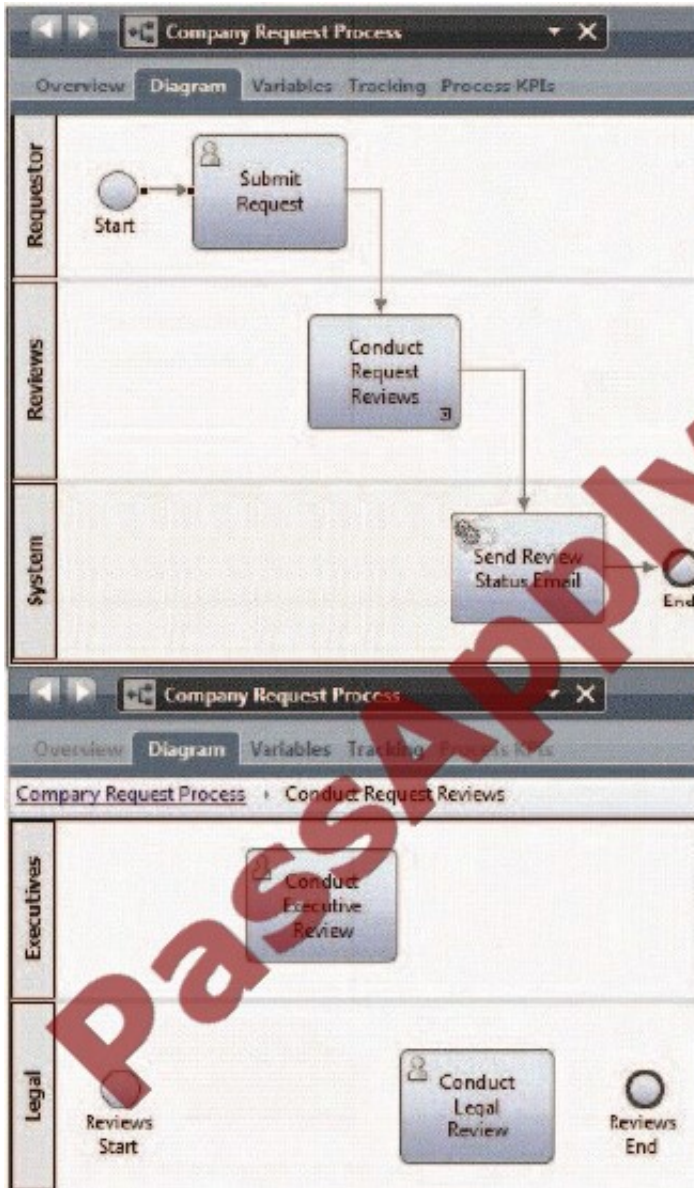 Company Request Process
Overview Diagram Variables Tracking Process KPIs
Requestor
Start
Submit
Request
Reviews
Conduct
Request
Reviews
System
Send Review
Status Email
End
PassApply
Company Request Process
Overview Diagram Variables Tracking Process KPIs
Company Request Process Conduct Request Reviews
Executives
Conduct
Executive
Review
Legal
Reviews
Start
Conduct
Legal
Review
Reviews
End